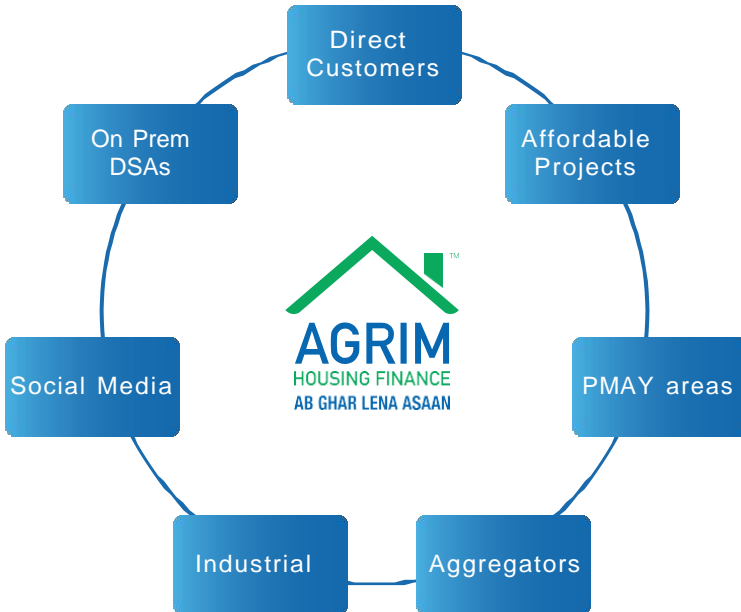 Direct
Customers
On Prem
DSAs
Affordable
Projects
TM
AGRIM
HOUSING FINANCE
AB GHAR LENA ASAAN
Social Media
PMAY areas
Industrial
Aggregators